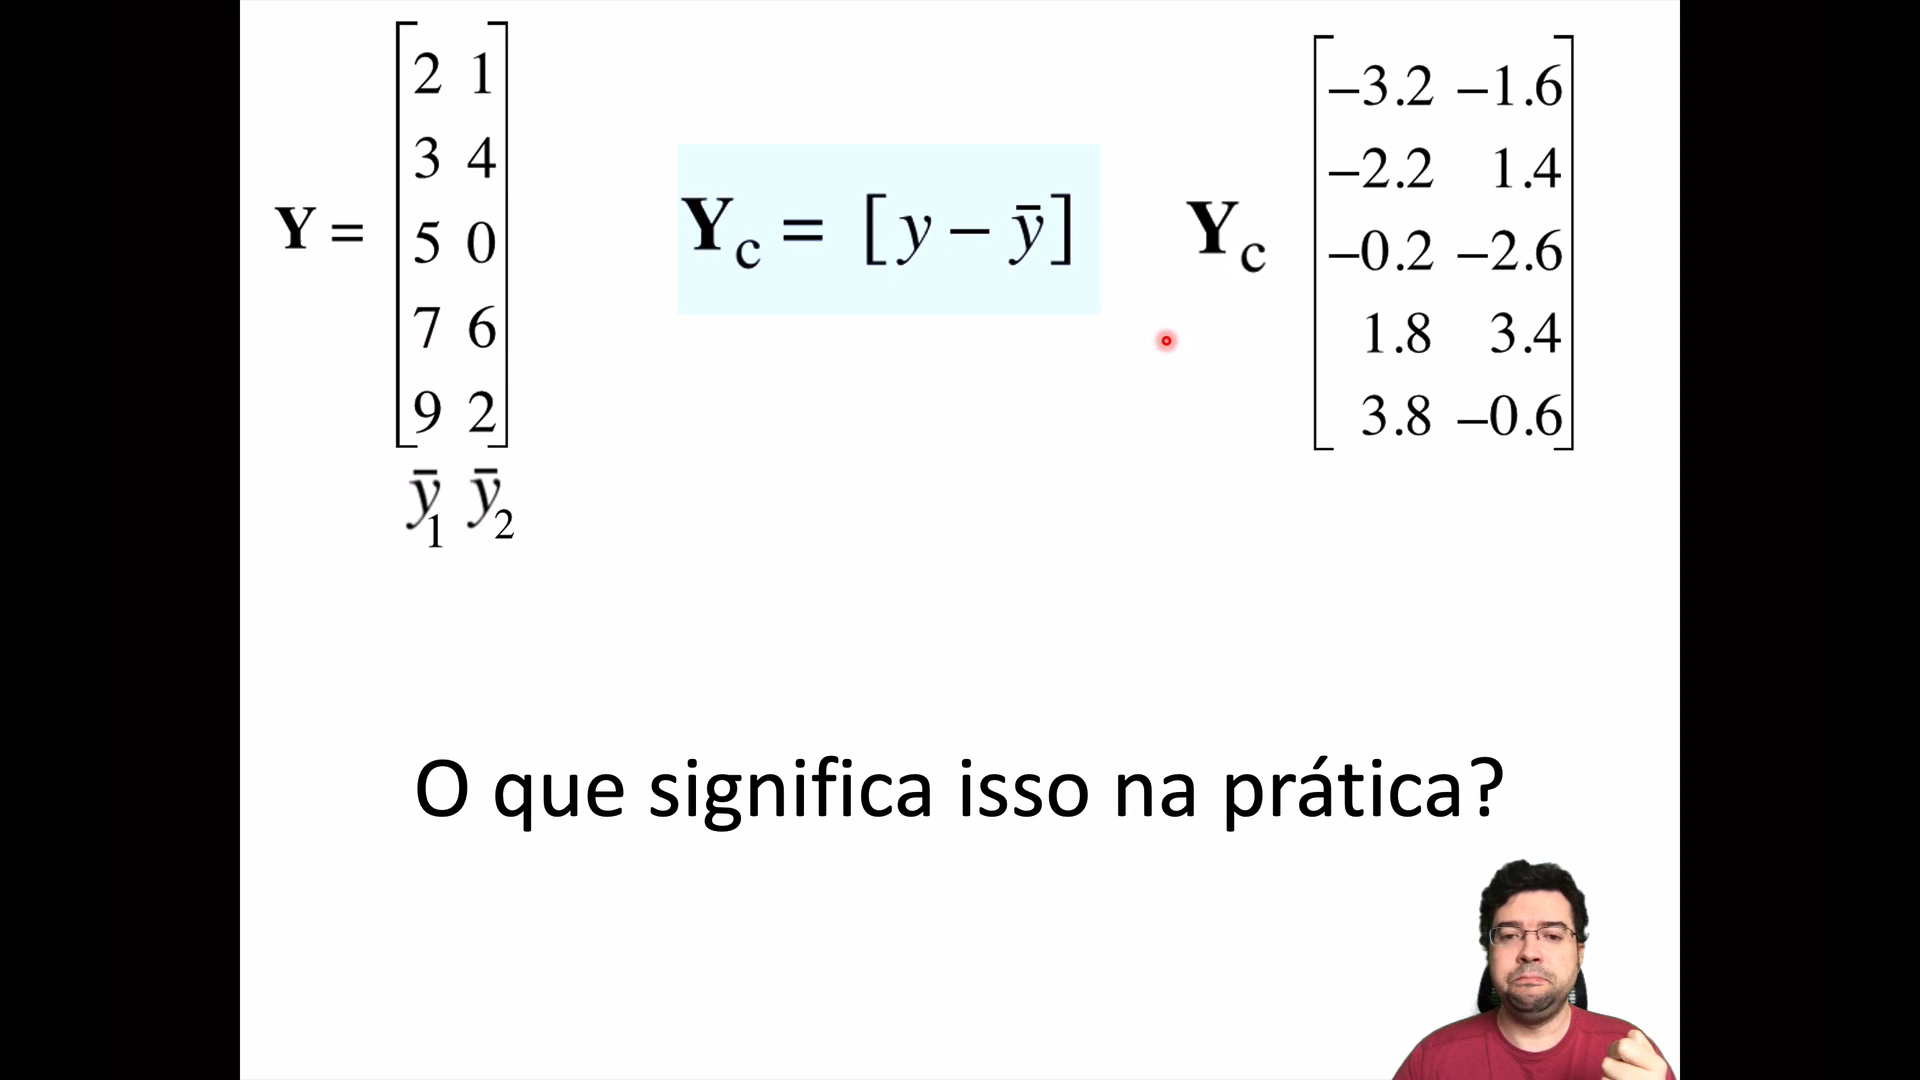 Y = [2 1
3 4
5 0
7 6
9 2]
ȳ1 ȳ2
Yc = [y − ȳ]
Yc [−3.2 −1.6
−2.2 1.4
−0.2 −2.6
1.8 3.4
3.8 −0.6]
O que significa isso na prática?